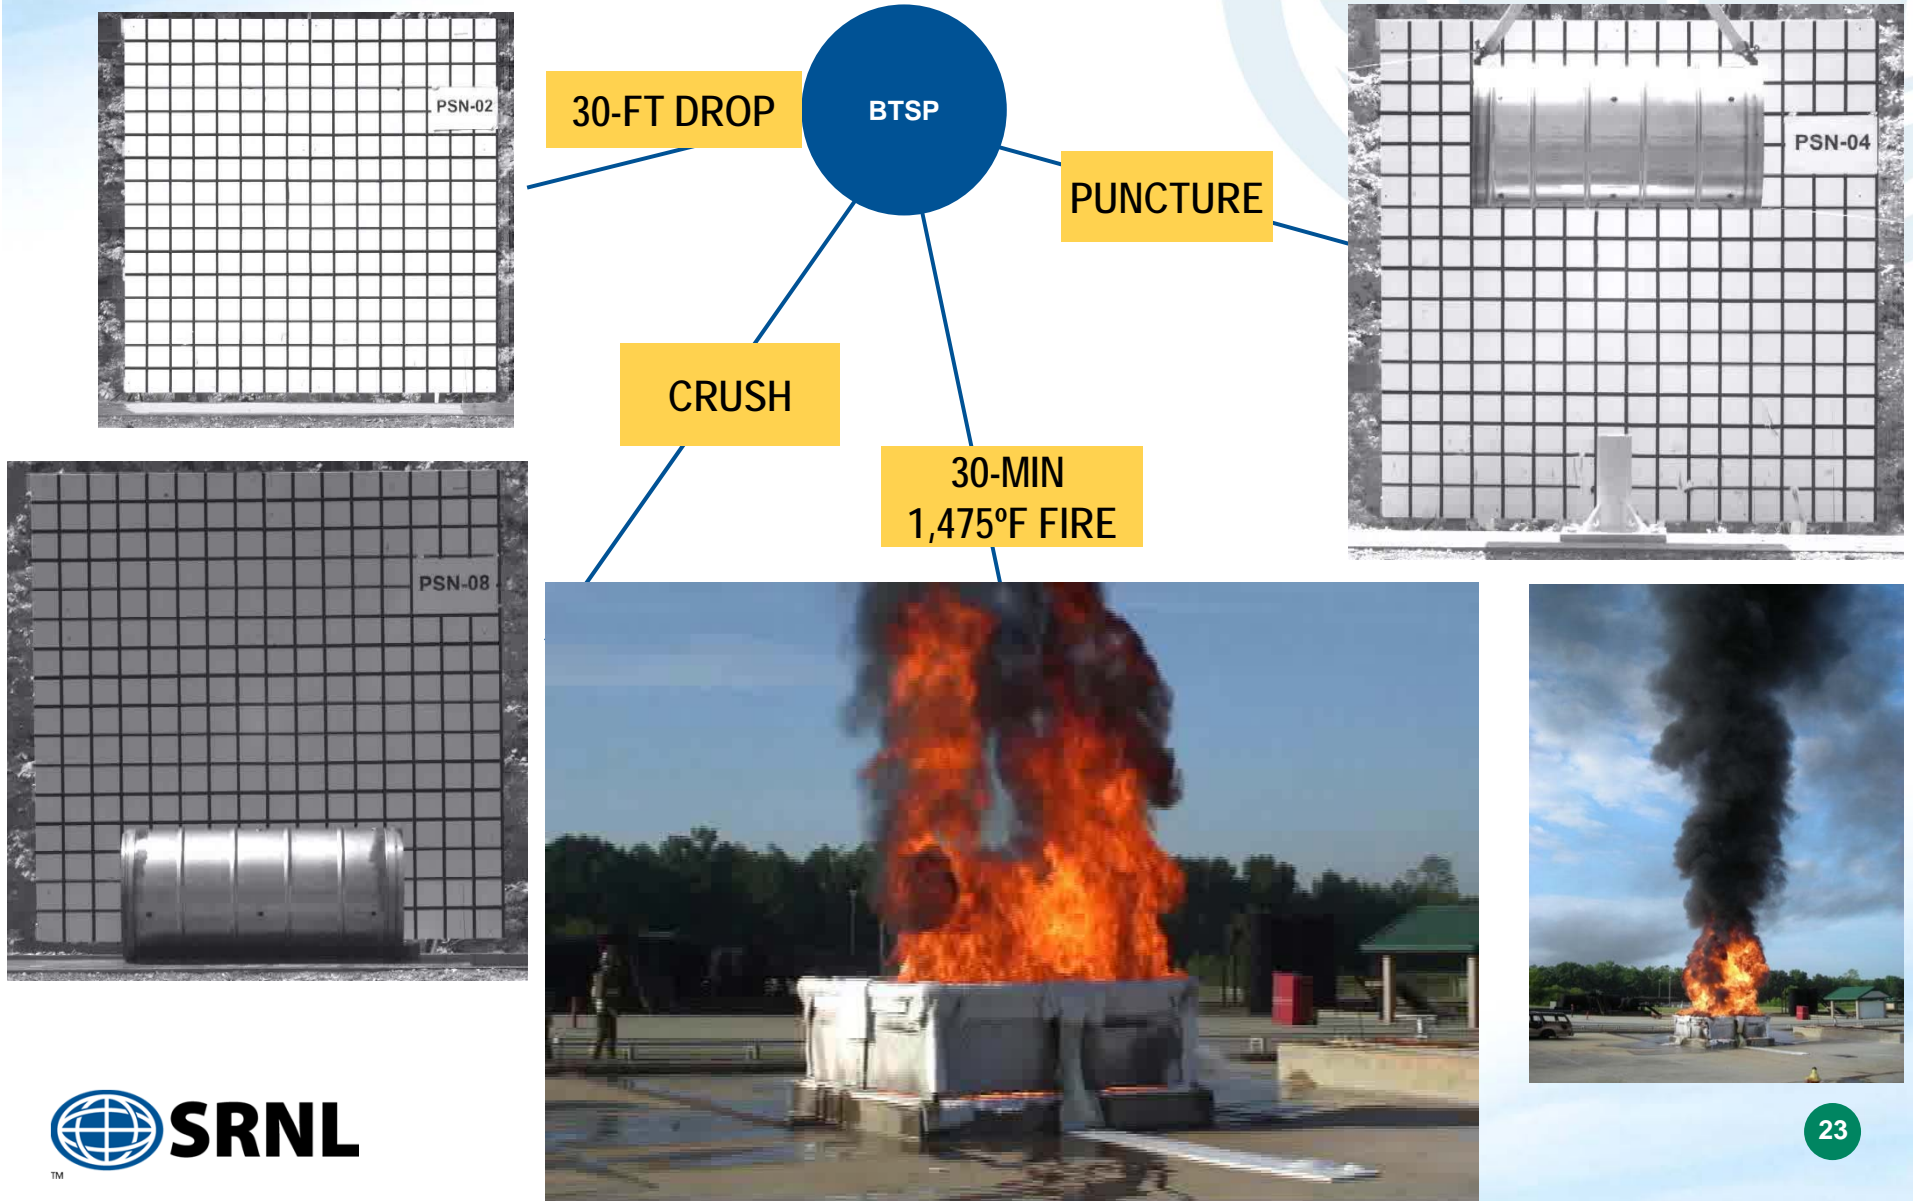 PSN-02
30-FT DROP
BTSP
PUNCTURE
PSN-04
CRUSH
30-MIN
1,475ºF FIRE
PSN-08
SRNL
TM
23